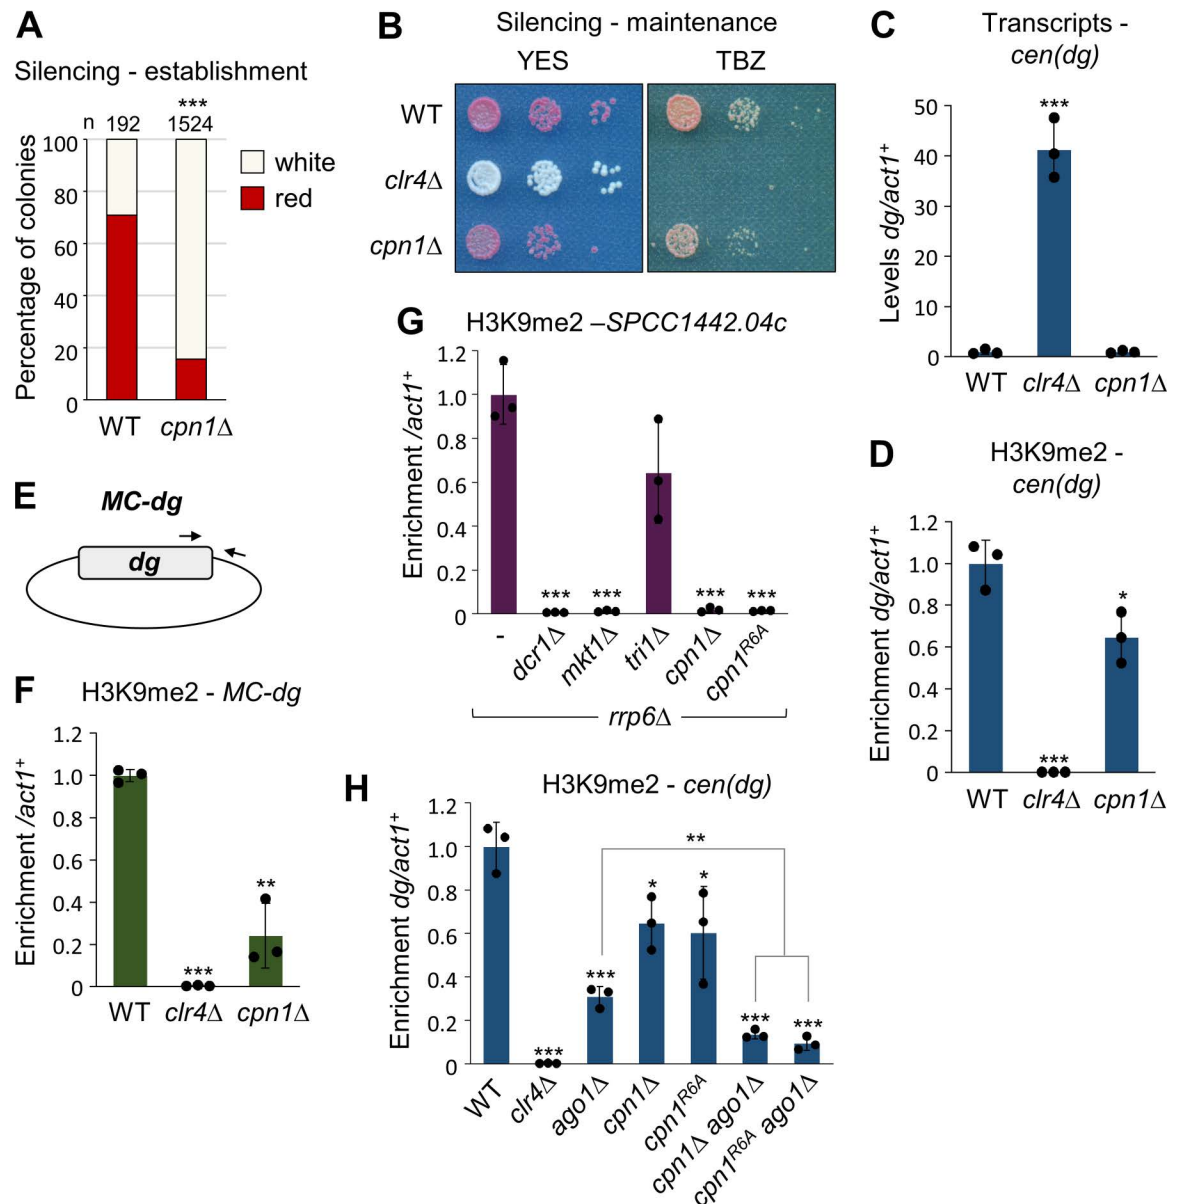 A
Silencing - establishment
***
n 192 1524
Percentage of colonies
100
80
60
40
20
0
WT cpn1Δ
white
red
B
Silencing - maintenance
YES TBZ
WT
clr4Δ
cpn1Δ
C
Transcripts -
cen(dg)
Levels dg/act1⁺
50
40
30
20
10
0
***
WT clr4Δ cpn1Δ
D
H3K9me2 -
cen(dg)
Enrichment dg/act1⁺
1.2
1.0
0.8
0.6
0.4
0.2
0
***
*
WT clr4Δ cpn1Δ
E
MC-dg
dg
F
H3K9me2 - MC-dg
Enrichment /act1⁺
1.2
1.0
0.8
0.6
0.4
0.2
0
***
**
WT clr4Δ cpn1Δ
G
H3K9me2 –SPCC1442.04c
Enrichment /act1⁺
1.2
1.0
0.8
0.6
0.4
0.2
0
*** *** *** ***
- dcr1Δ mkt1Δ tri1Δ cpn1Δ cpn1ᴿ⁶ᴬ
rrp6Δ
H
H3K9me2 - cen(dg)
Enrichment dg/act1⁺
1.2
1.0
0.8
0.6
0.4
0.2
0
**
*** *** * * *** ***
WT clr4Δ ago1Δ cpn1Δ cpn1ᴿ⁶ᴬ cpn1Δ ago1Δ cpn1ᴿ⁶ᴬ ago1Δ